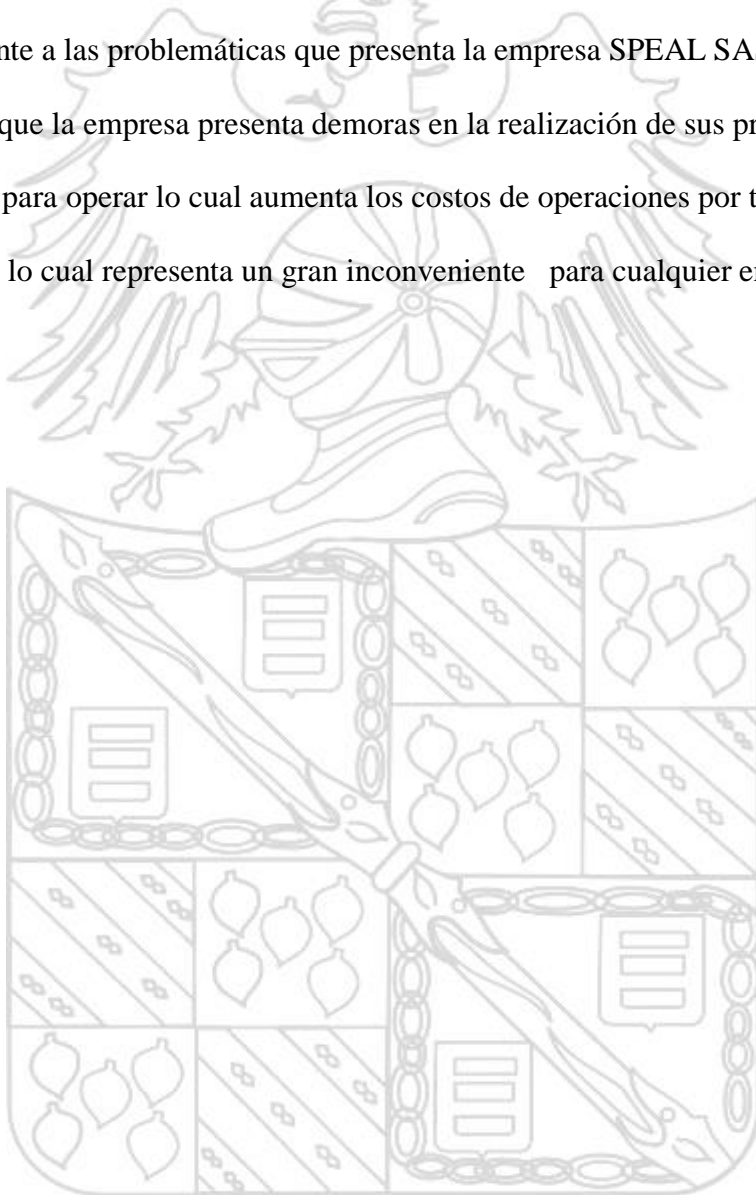 nte a las problemáticas que presenta la empresa SPEAL SA
que la empresa presenta demoras en la realización de sus pr
para operar lo cual aumenta los costos de operaciones por t
lo cual representa un gran inconveniente para cualquier e